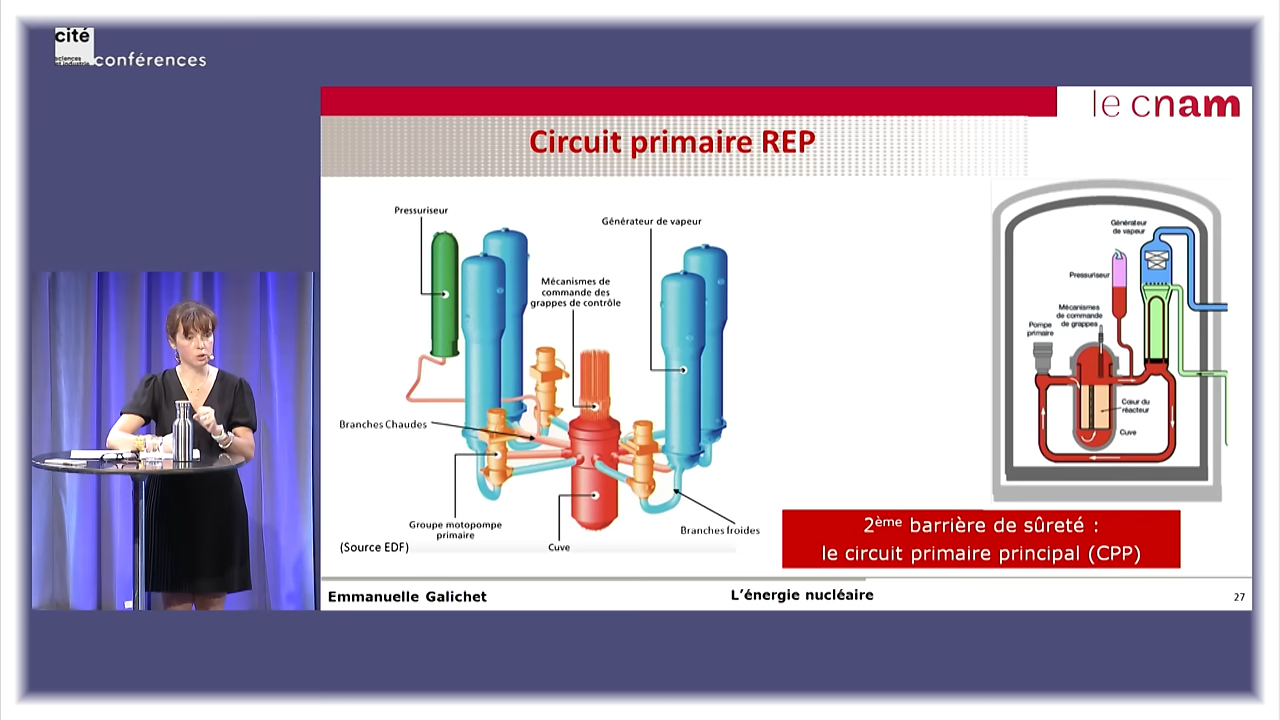 cité
sciences
et industrie
conférences
le cnam
Circuit primaire REP
Pressuriseur
Générateur de vapeur
Mécanismes de
commande des
grappes de contrôle
Branches Chaudes
Groupe motopompe
primaire
Cuve
Branches froides
(Source EDF)
Générateur
de vapeur
Pressuriseur
Mécanismes
de commande
de grappes
Pompe
primaire
Cœur du
réacteur
Cuve
2ème barrière de sûreté :
le circuit primaire principal (CPP)
Emmanuelle Galichet
L'énergie nucléaire
27